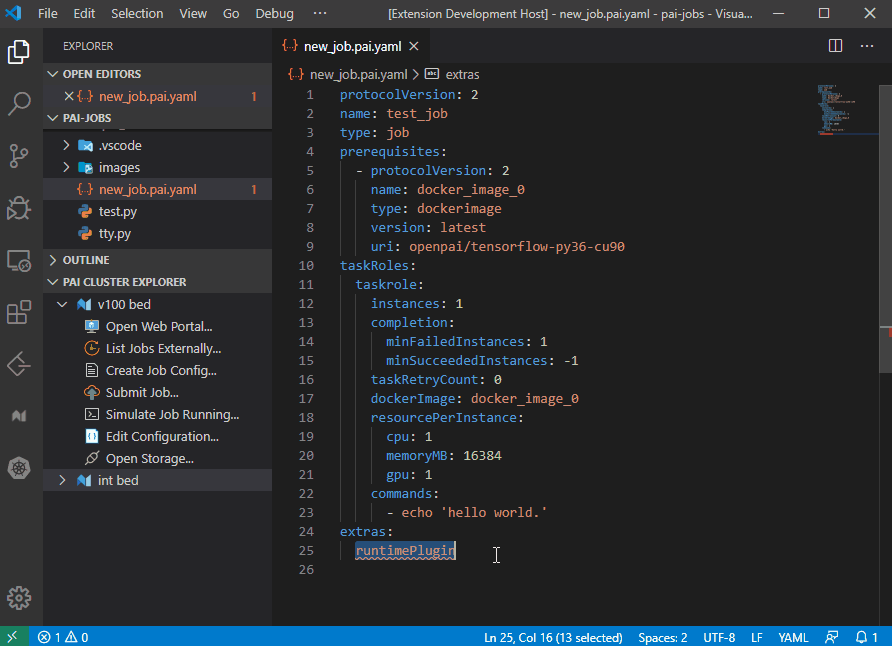 File Edit Selection View Go Debug ··· [Extension Development Host] - new_job.pai.yaml - pai-jobs - Visua...
EXPLORER
OPEN EDITORS
new_job.pai.yaml 1
PAI-JOBS
.vscode
images
new_job.pai.yaml 1
test.py
tty.py
OUTLINE
PAI CLUSTER EXPLORER
v100 bed
Open Web Portal...
List Jobs Externally...
Create Job Config...
Submit Job...
Simulate Job Running...
Edit Configuration...
Open Storage...
int bed
{..} new_job.pai.yaml
{..} new_job.pai.yaml > abc extras
1 protocolVersion: 2
2 name: test_job
3 type: job
4 prerequisites:
5 - protocolVersion: 2
6 name: docker_image_0
7 type: dockerimage
8 version: latest
9 uri: openpai/tensorflow-py36-cu90
10 taskRoles:
11 taskrole:
12 instances: 1
13 completion:
14 minFailedInstances: 1
15 minSucceededInstances: -1
16 taskRetryCount: 0
17 dockerImage: docker_image_0
18 resourcePerInstance:
19 cpu: 1
20 memoryMB: 16384
21 gpu: 1
22 commands:
23 - echo 'hello world.'
24 extras:
25 runtimePlugin
26
1 0 Ln 25, Col 16 (13 selected) Spaces: 2 UTF-8 LF YAML 1